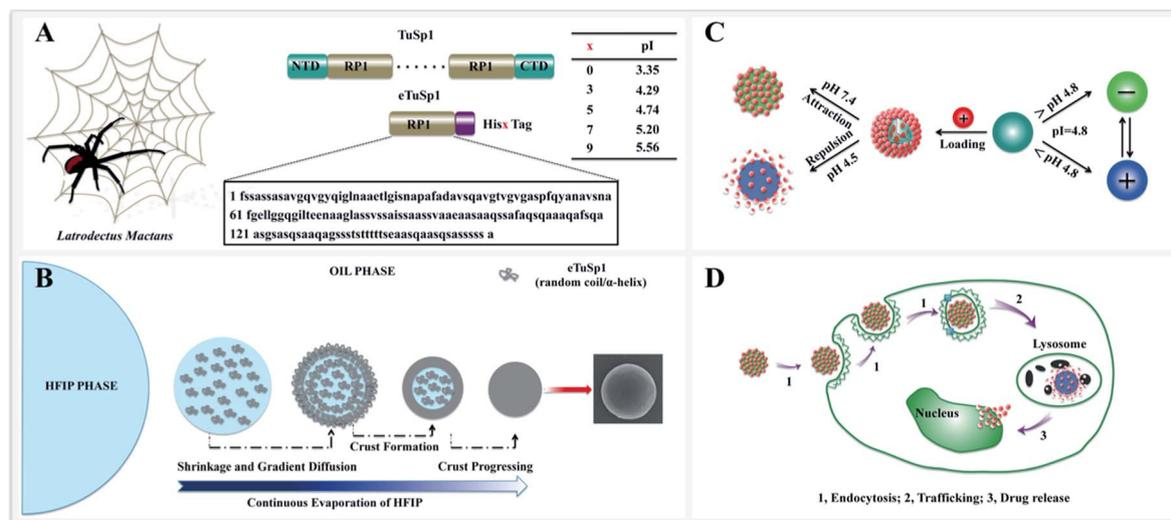 A
TuSp1
NTD RP1 ...... RP1 CTD
eTuSp1
RP1 Hisx Tag
x pI
0 3.35
3 4.29
5 4.74
7 5.20
9 5.56
1 fssassasavgqvgyqiglnaaetlgisnapafadavsqavgtvgvgaspfqyanavsna
61 fgellggqgilteenaaglassvssaissaassvaaeaasaaqssafaqsqaaaqafsqa
121 asgsasqsaaqagssststtttttseaasqaasqsasssss a
Latrodectus Mactans
B
OIL PHASE
eTuSp1
(random coil/α-helix)
HFIP PHASE
Crust Formation
Shrinkage and Gradient Diffusion Crust Progressing
Continuous Evaporation of HFIP
C
pH 7.4
Attraction
Repulsion
pH 4.5
+
Loading
> pH 4.8
pI=4.8
< pH 4.8
−
+
D
1
1
1
2
Lysosome
Nucleus
3
1, Endocytosis; 2, Trafficking; 3, Drug release